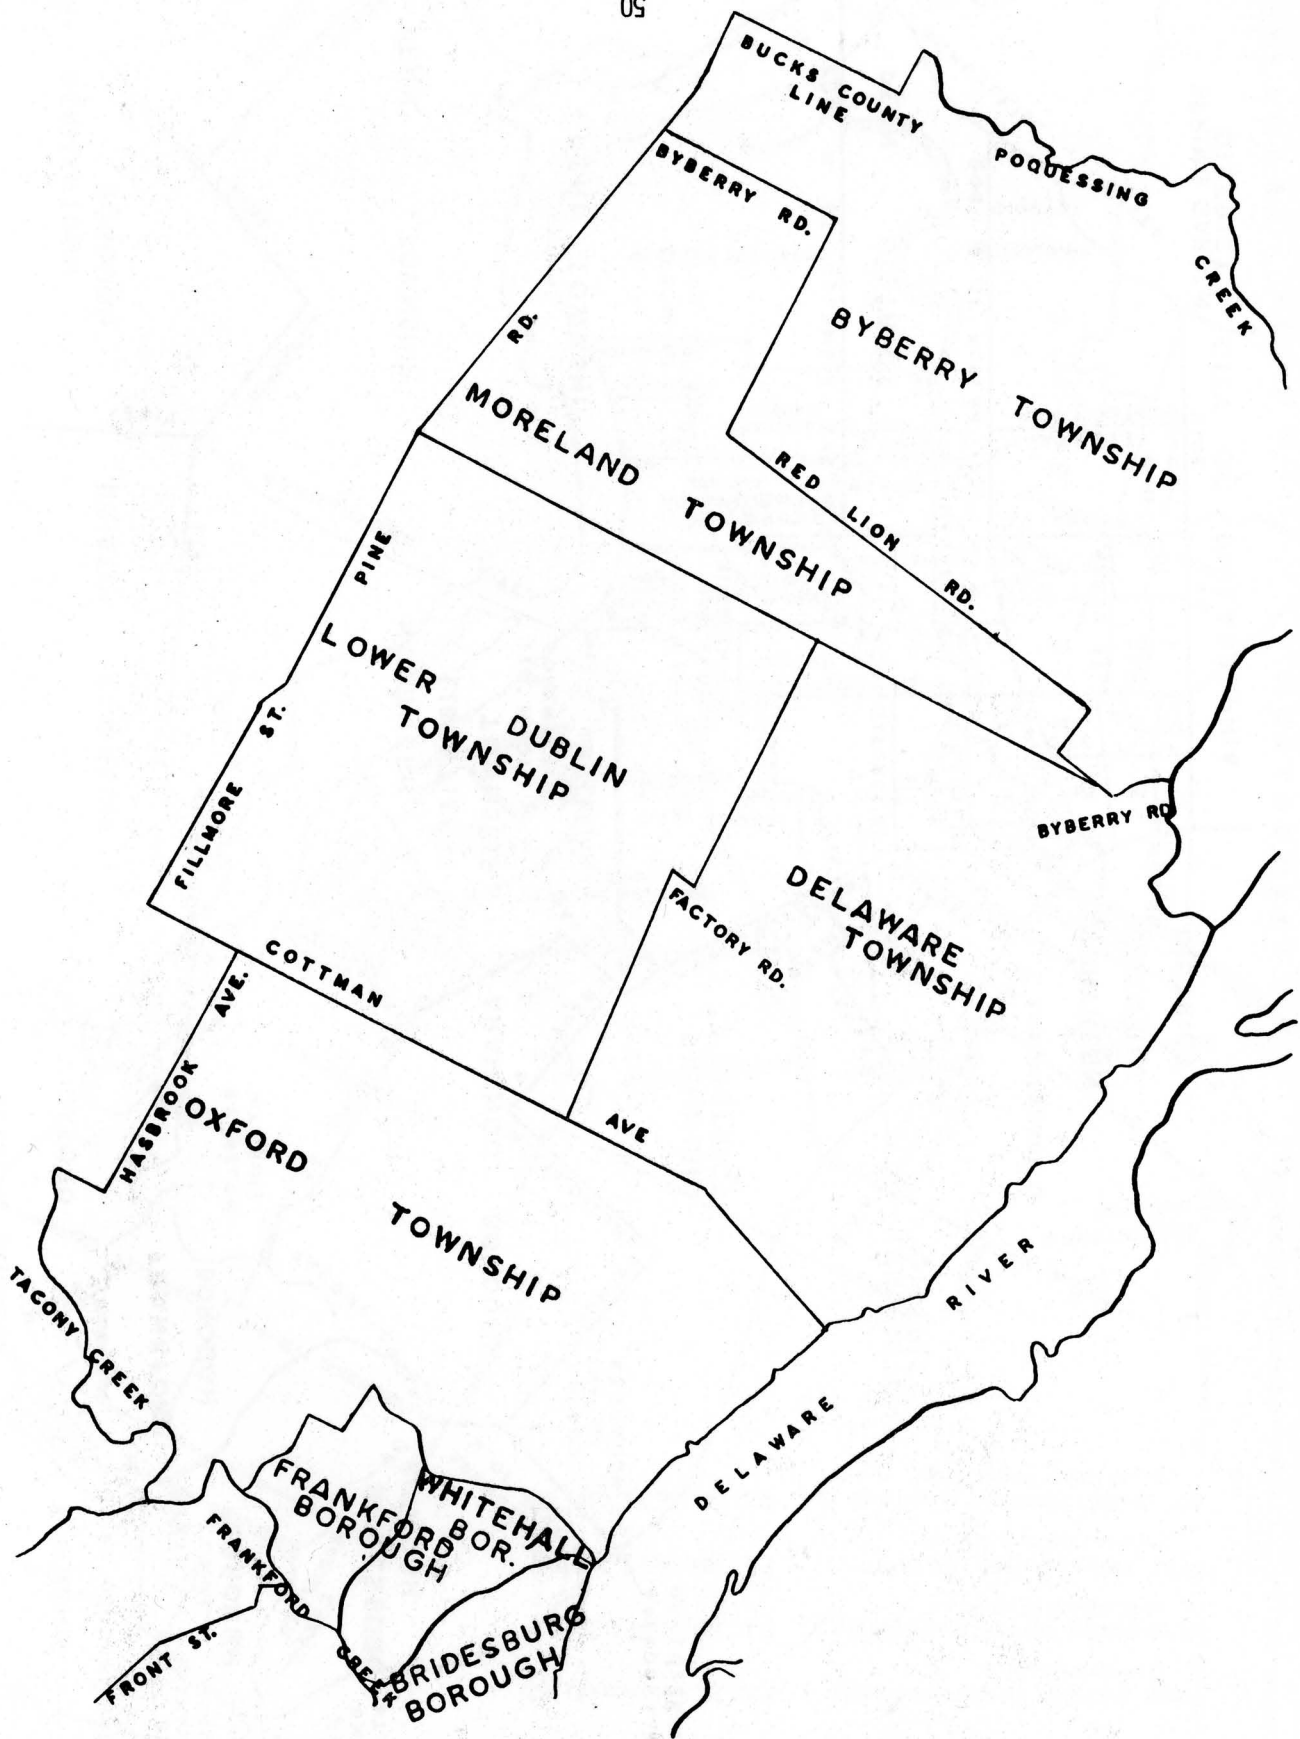 50
BUCKS COUNTY
LINE
POQUESSING
CREEK
BYBERRY RD.
RD.
BYBERRY TOWNSHIP
MORELAND TOWNSHIP
RED LION RD.
PINE
LOWER DUBLIN
TOWNSHIP
ST.
FILLMORE
BYBERRY RD
DELAWARE
TOWNSHIP
FACTORY RD.
COTTMAN
AVE
AVE.
HASBROOK
OXFORD
TOWNSHIP
TACONY
CREEK
RIVER
DELAWARE
FRANKFORD
BOROUGH
WHITEHALL
BOR.
FRANKFORD
CREEK
FRONT ST.
BRIDESBURG
BOROUGH